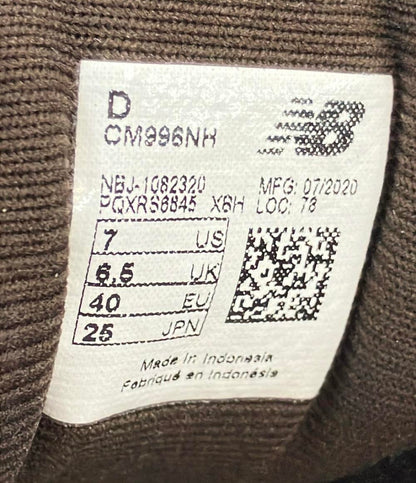 D
CM996NH
NBJ-1082320 MFG: 07/2020
PQXRS6845 X6H LOC: 78
7 US
6.5 UK
40 EU
25 JPN
Made In Indonesia
Fabriqué en Indonésie
NB